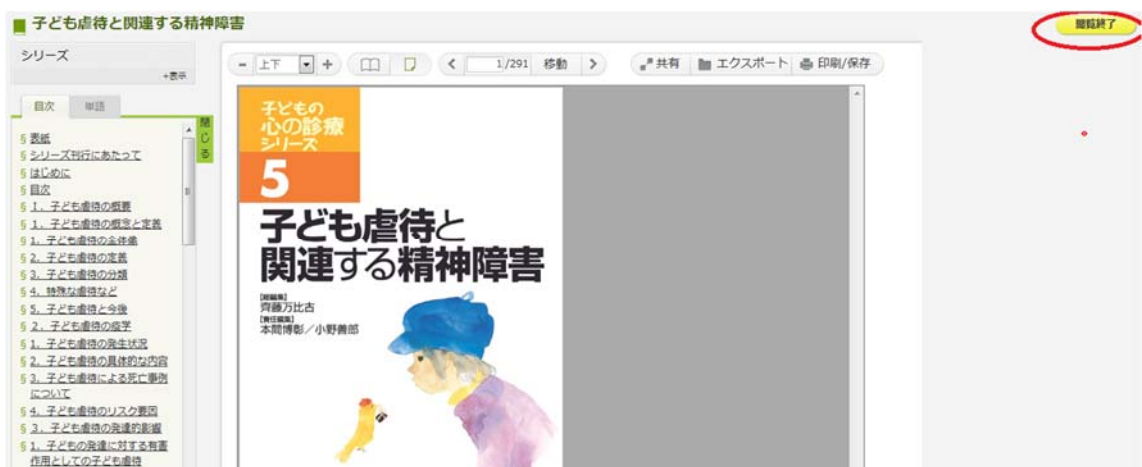 子ども虐待と関連する精神障害
閲覧終了
シリーズ
+表示
目次 単語
閉じる
§ 表紙
§ シリーズ刊行にあたって
§ はじめに
§ 目次
§ I. 子ども虐待の概要
§ 1. 子ども虐待の概念と定義
§ 1. 子ども虐待の全体像
§ 2. 子ども虐待の定義
§ 3. 子ども虐待の分類
§ 4. 特殊な虐待など
§ 5. 子ども虐待と今後
§ 2. 子ども虐待の疫学
§ 1. 子ども虐待の発生状況
§ 2. 子ども虐待の具体的な内容
§ 3. 子ども虐待による死亡事例
について
§ 4. 子ども虐待のリスク要因
§ 3. 子ども虐待の発達的影響
§ 1. 子どもの発達に対する有害
作用としての子ども虐待
- 上下 + < 1/291 移動 > 共有 エクスポート 印刷/保存
子どもの
心の診療
シリーズ
5
子ども虐待と
関連する精神障害
[総編集]
齊藤万比古
[責任編集]
本間博彰/小野善郎